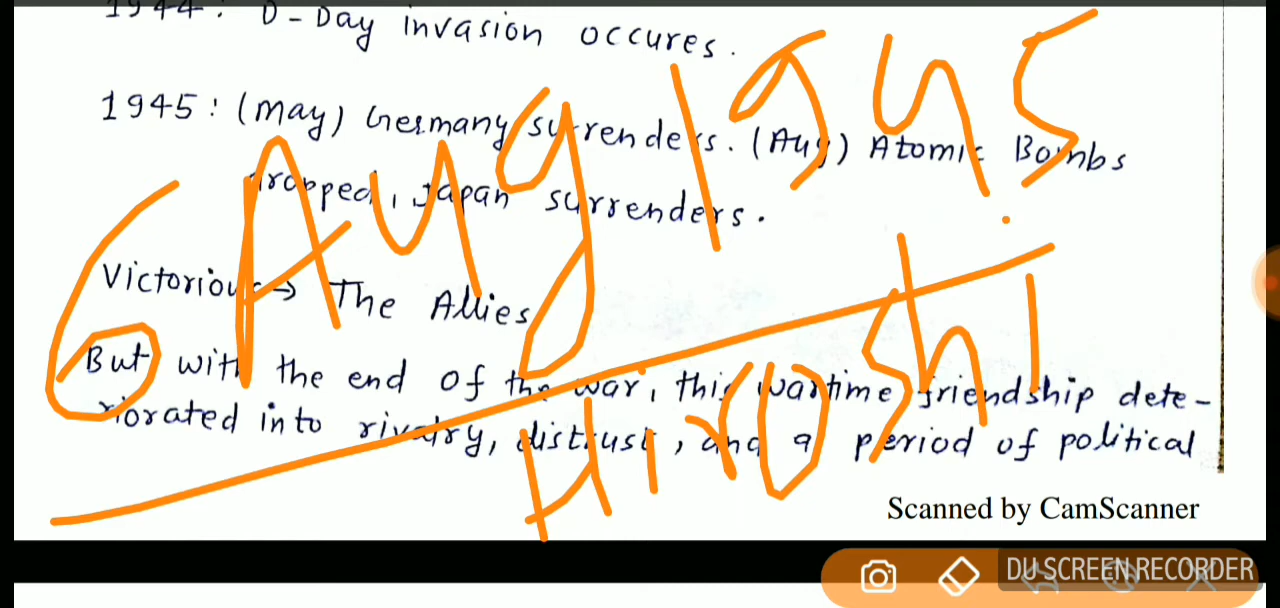 1944: D-Day invasion occures.
1945: (May) Germany surrenders. (Aug) Atomic Bombs
dropped, Japan surrenders.
Victorious → The Allies
But with the end of the war, this wartime friendship dete-
riorated into rivalry, distrust, and a period of political
6 Aug 1945
Hiroshi
Scanned by CamScanner
DU SCREEN RECORDER